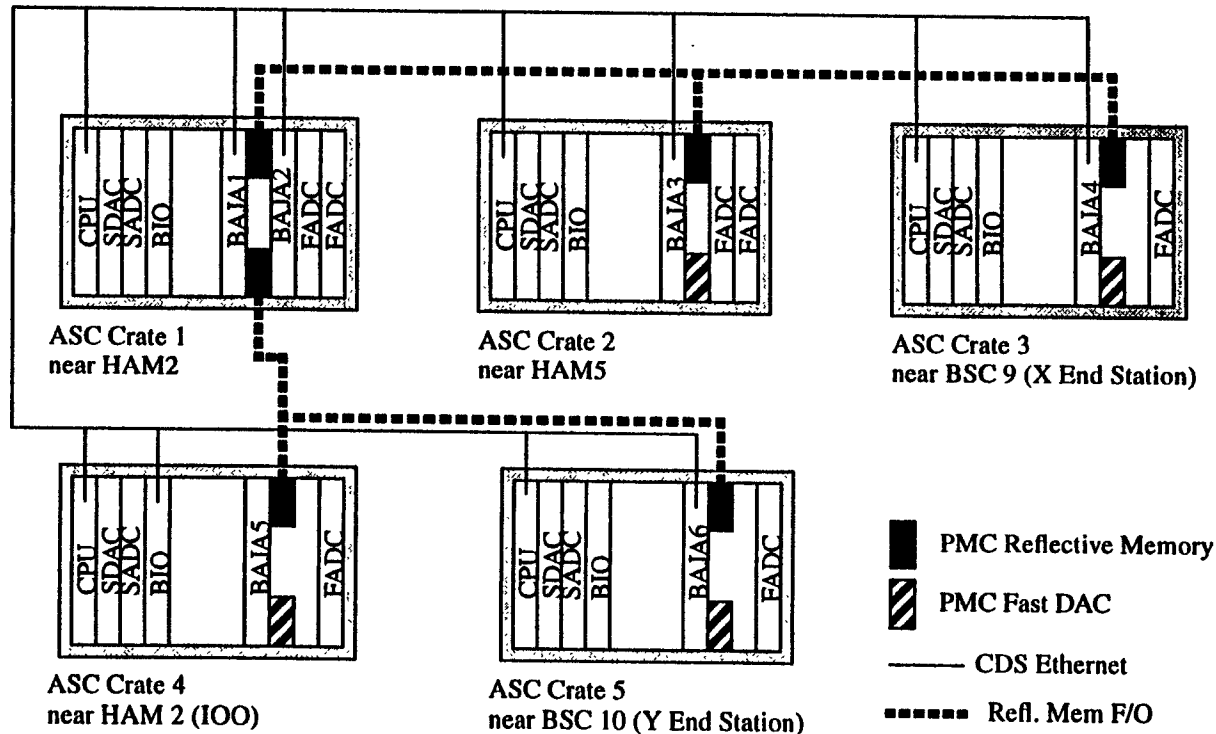 CPU
SDAC
SADC
BIO
BAJA1
BAJA2
FADC
FADC
CPU
SDAC
SADC
BIO
BAJA3
FADC
FADC
CPU
SDAC
SADC
BIO
BAJA4
FADC
ASC Crate 1
near HAM2
ASC Crate 2
near HAM5
ASC Crate 3
near BSC 9 (X End Station)
CPU
SDAC
SADC
BIO
BAJA5
FADC
CPU
SDAC
SADC
BIO
BAJA6
FADC
ASC Crate 4
near HAM 2 (IOO)
ASC Crate 5
near BSC 10 (Y End Station)
PMC Reflective Memory
PMC Fast DAC
CDS Ethernet
Refl. Mem F/O